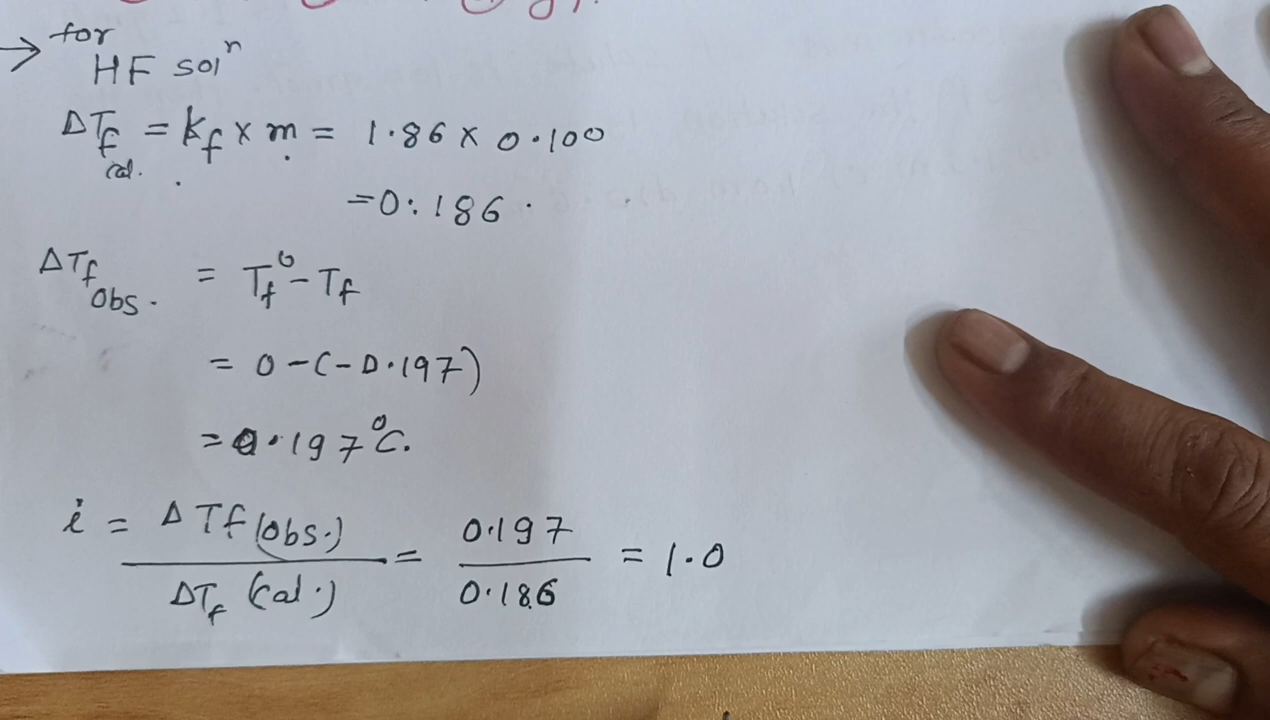 → for
HF solⁿ
ΔTf cal. = kf × m = 1.86 × 0.100
= 0.186.
ΔTf obs. = Tf⁰ - Tf
= 0 - (-0.197)
= 0.197⁰C.
i = ΔTf (obs.) / ΔTf (cal.) = 0.197 / 0.186 = 1.0